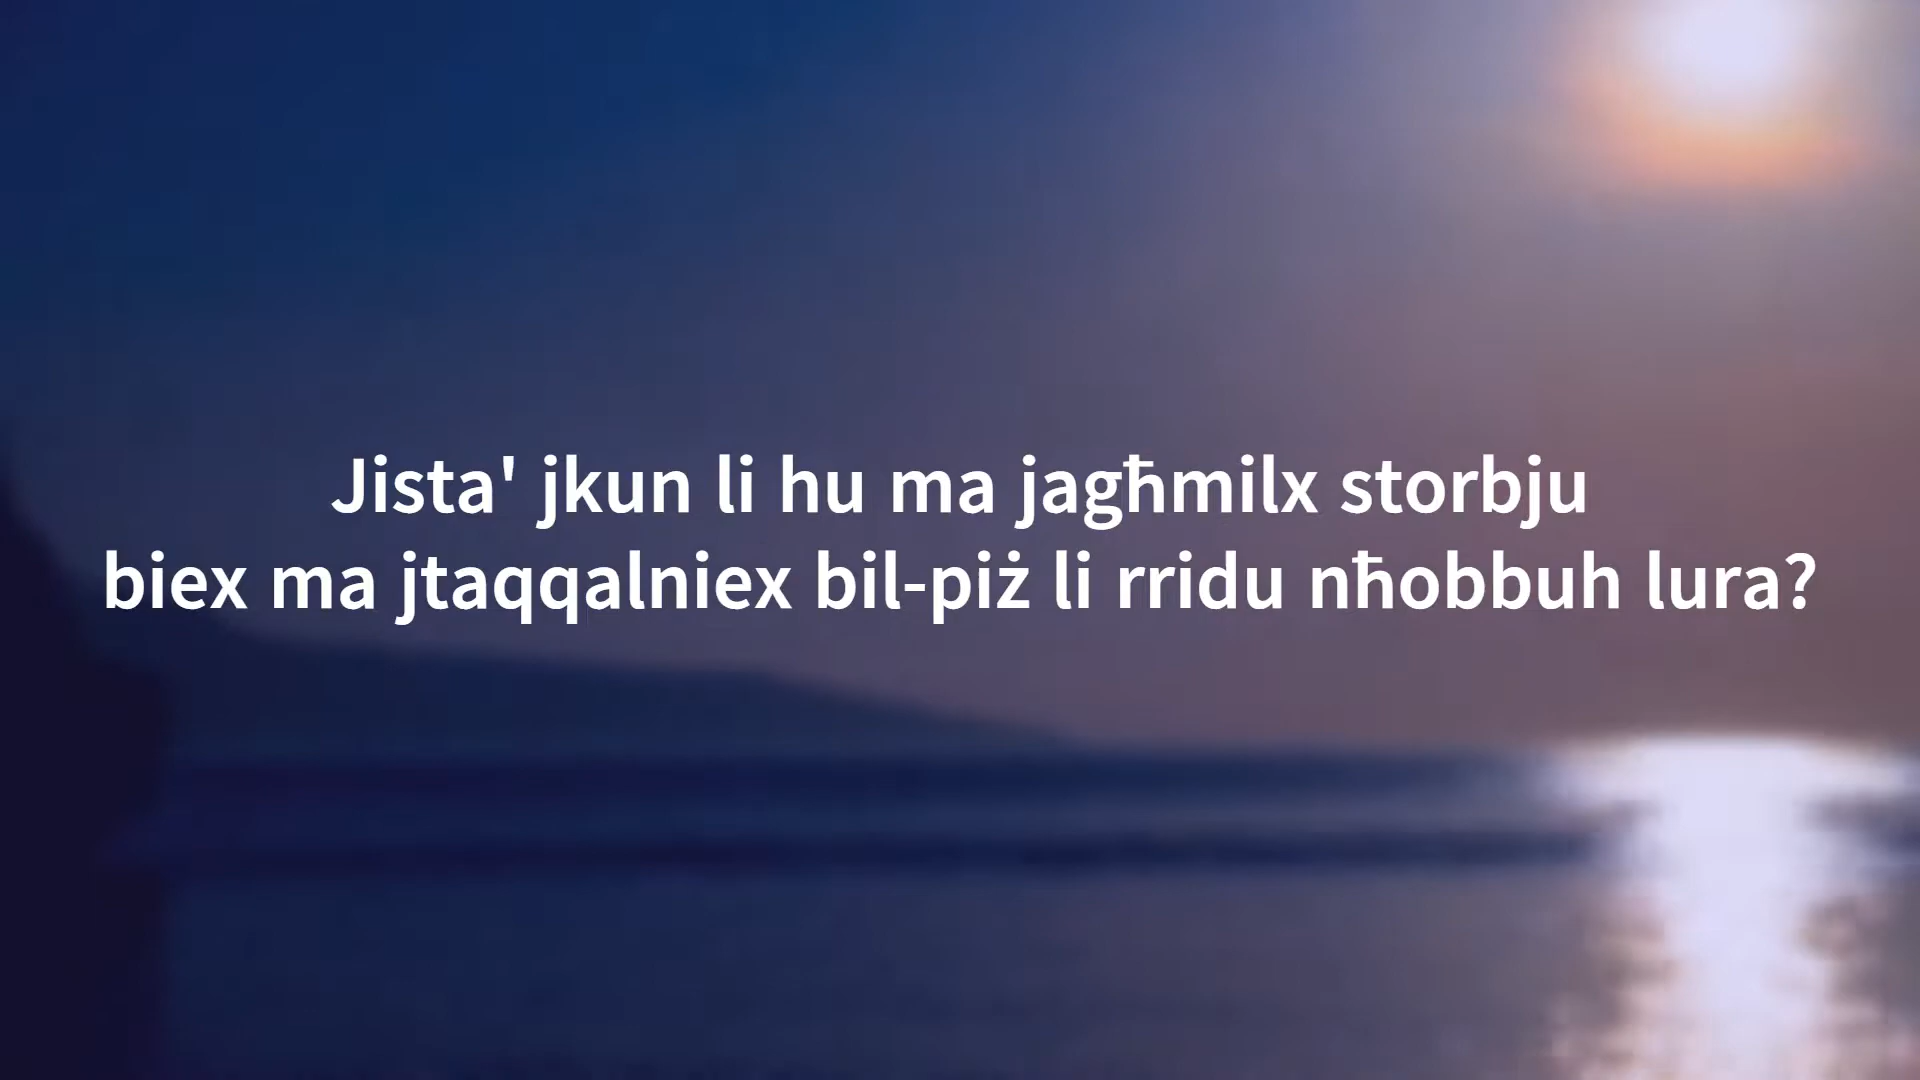 Jista' jkun li hu ma jagħmilx storbju
biex ma jtaqqalniex bil-piż li rridu nħobbuh lura?